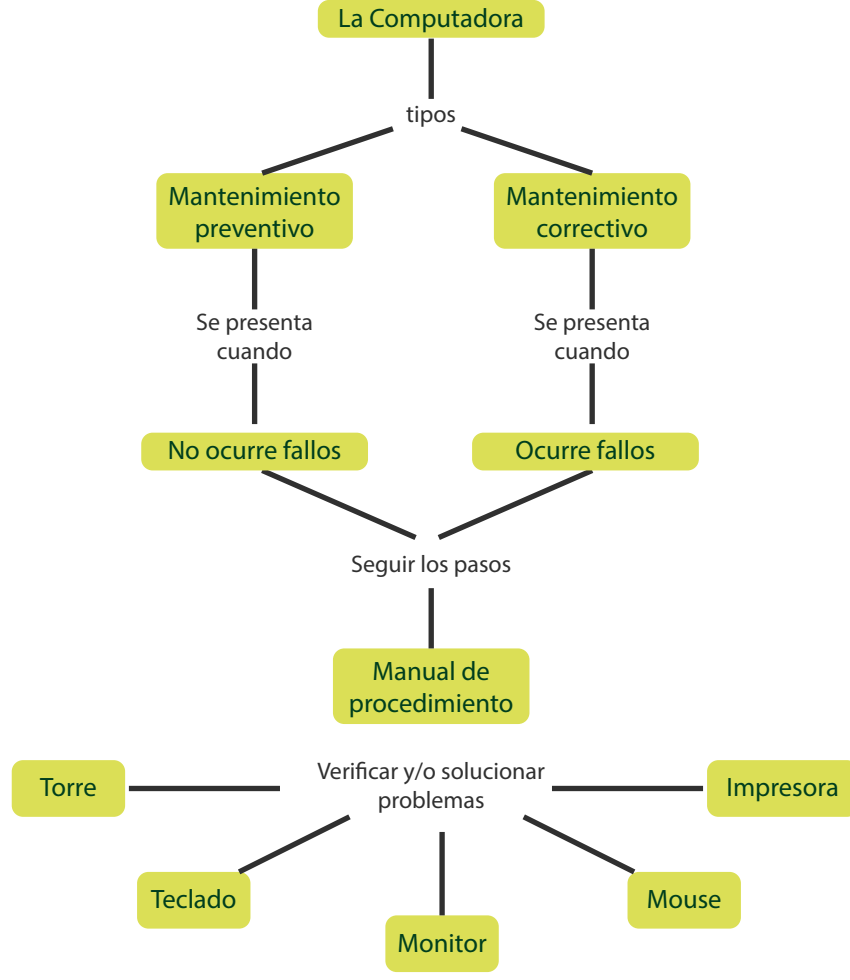 La Computadora
tipos
Mantenimiento
preventivo
Mantenimiento
correctivo
Se presenta
cuando
Se presenta
cuando
No ocurre fallos
Ocurre fallos
Seguir los pasos
Manual de
procedimiento
Verificar y/o solucionar
problemas
Torre
Impresora
Teclado
Mouse
Monitor